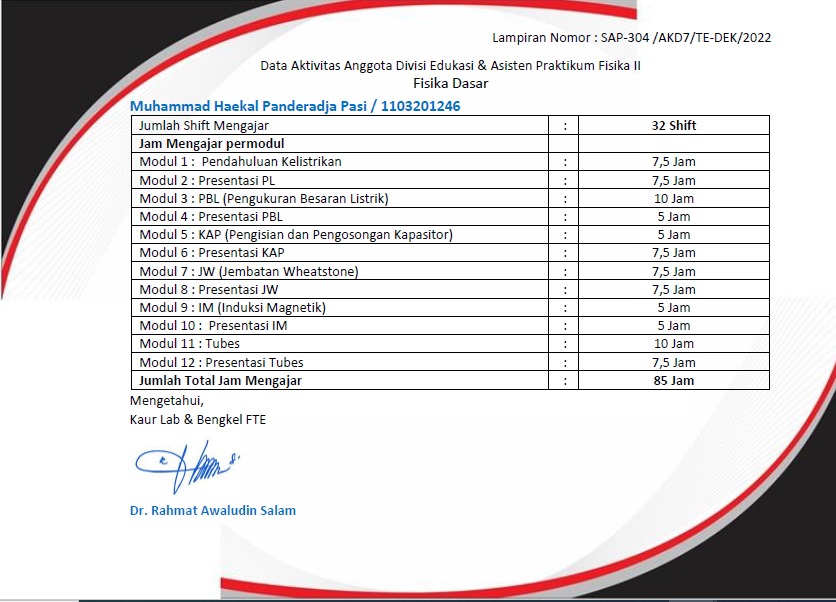 Lampiran Nomor : SAP-304 /AKD7/TE-DEK/2022
Data Aktivitas Anggota Divisi Edukasi & Asisten Praktikum Fisika II
Fisika Dasar
Muhammad Haekal Panderadja Pasi / 1103201246
Jumlah Shift Mengajar : 32 Shift
Jam Mengajar permodul
Modul 1 : Pendahuluan Kelistrikan : 7,5 Jam
Modul 2 : Presentasi PL : 7,5 Jam
Modul 3 : PBL (Pengukuran Besaran Listrik) : 10 Jam
Modul 4 : Presentasi PBL : 5 Jam
Modul 5 : KAP (Pengisian dan Pengosongan Kapasitor) : 5 Jam
Modul 6 : Presentasi KAP : 7,5 Jam
Modul 7 : JW (Jembatan Wheatstone) : 7,5 Jam
Modul 8 : Presentasi JW : 7,5 Jam
Modul 9 : IM (Induksi Magnetik) : 5 Jam
Modul 10 : Presentasi IM : 5 Jam
Modul 11 : Tubes : 10 Jam
Modul 12 : Presentasi Tubes : 7,5 Jam
Jumlah Total Jam Mengajar : 85 Jam
Mengetahui,
Kaur Lab & Bengkel FTE
Dr. Rahmat Awaludin Salam